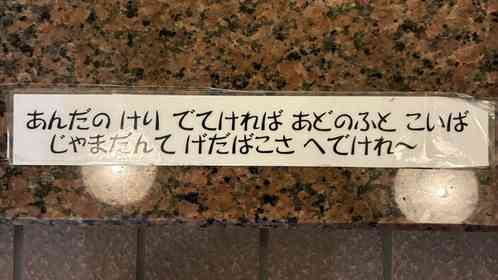 あんだの けり でてければ あどのふと こいば
じゃまだんて げだばこさ へでけれ～